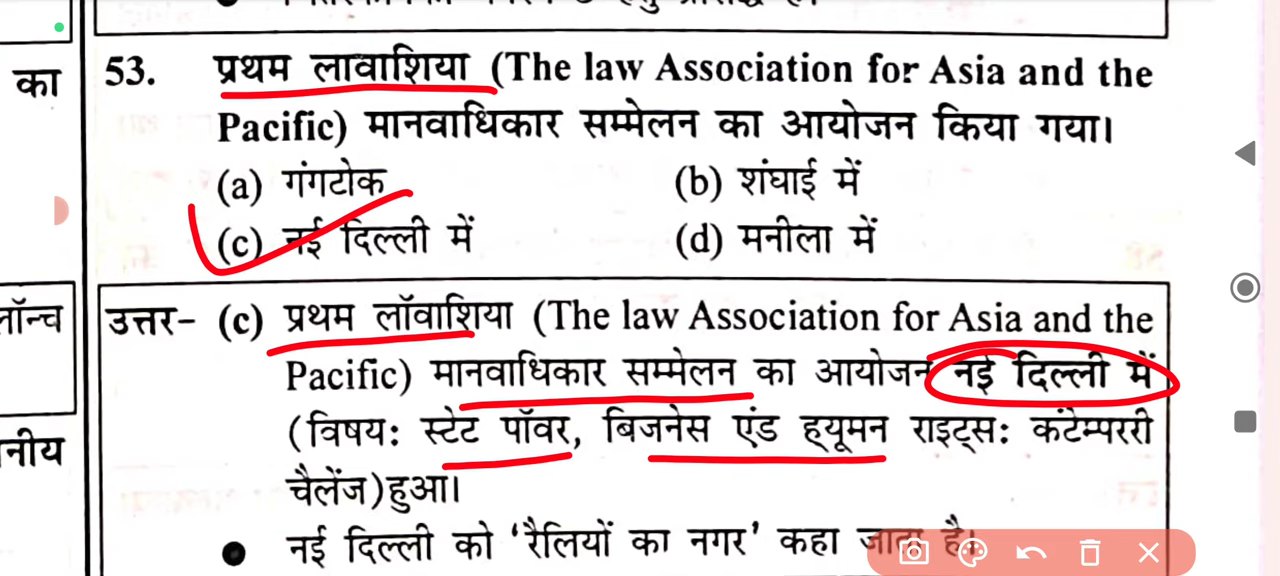 का
53. प्रथम लावाशिया (The law Association for Asia and the
Pacific) मानवाधिकार सम्मेलन का आयोजन किया गया।
(a) गंगटोक (b) शंघाई में
(c) नई दिल्ली में (d) मनीला में
लॉन्च
उत्तर- (c) प्रथम लॉवाशिया (The law Association for Asia and the
Pacific) मानवाधिकार सम्मेलन का आयोजन नई दिल्ली में
(विषयः स्टेट पॉवर, बिजनेस एंड ह्यूमन राइट्सः कंटेम्पररी
नीय
चैलेंज)हुआ।
● नई दिल्ली को ‘रैलियों का नगर’ कहा जाता है।